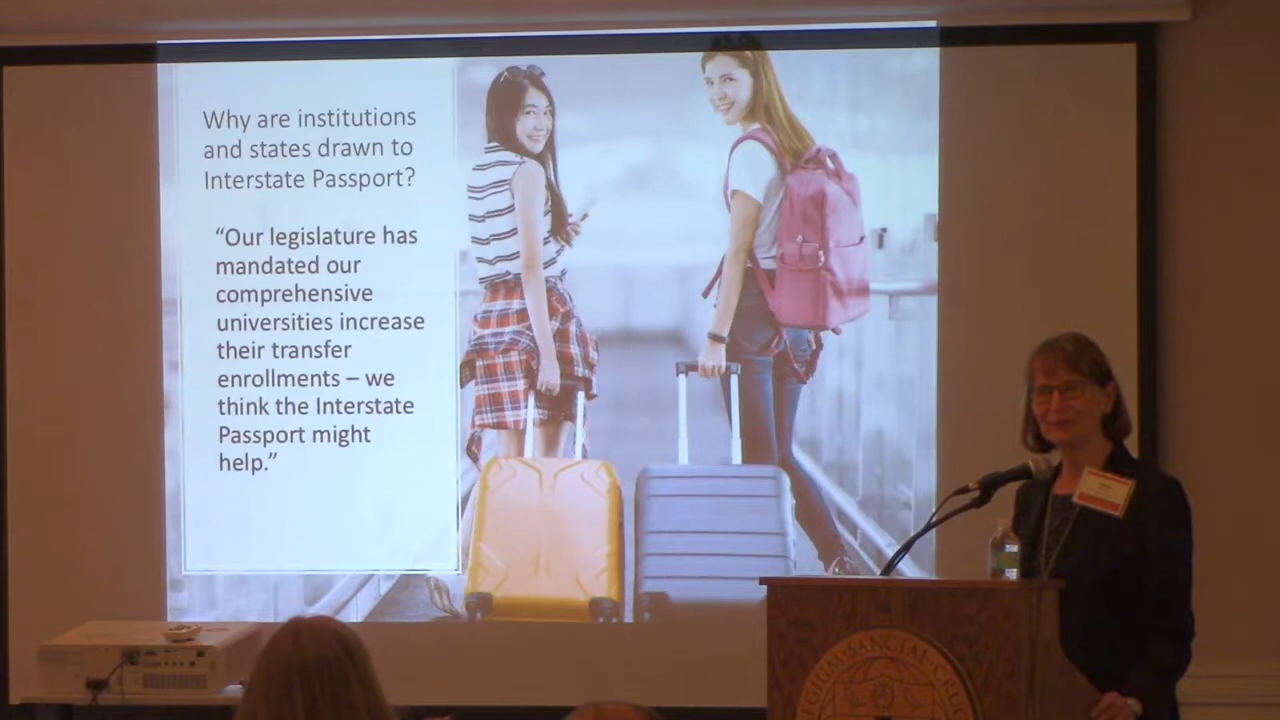 Why are institutions
and states drawn to
Interstate Passport?
“Our legislature has
mandated our
comprehensive
universities increase
their transfer
enrollments – we
think the Interstate
Passport might
help.”
SANCTAE